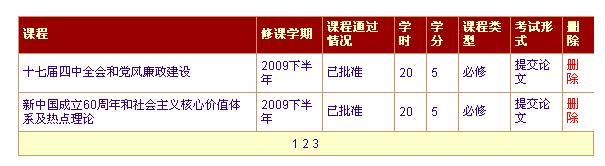 课程 修课学期 课程通过情况 学时 学分 课程类型 考试形式 删除
十七届四中全会和党风廉政建设 2009下半年 已批准 20 5 必修 提交论文 删除
新中国成立60周年和社会主义核心价值体系及热点理论 2009下半年 已批准 20 5 必修 提交论文 删除
1 2 3